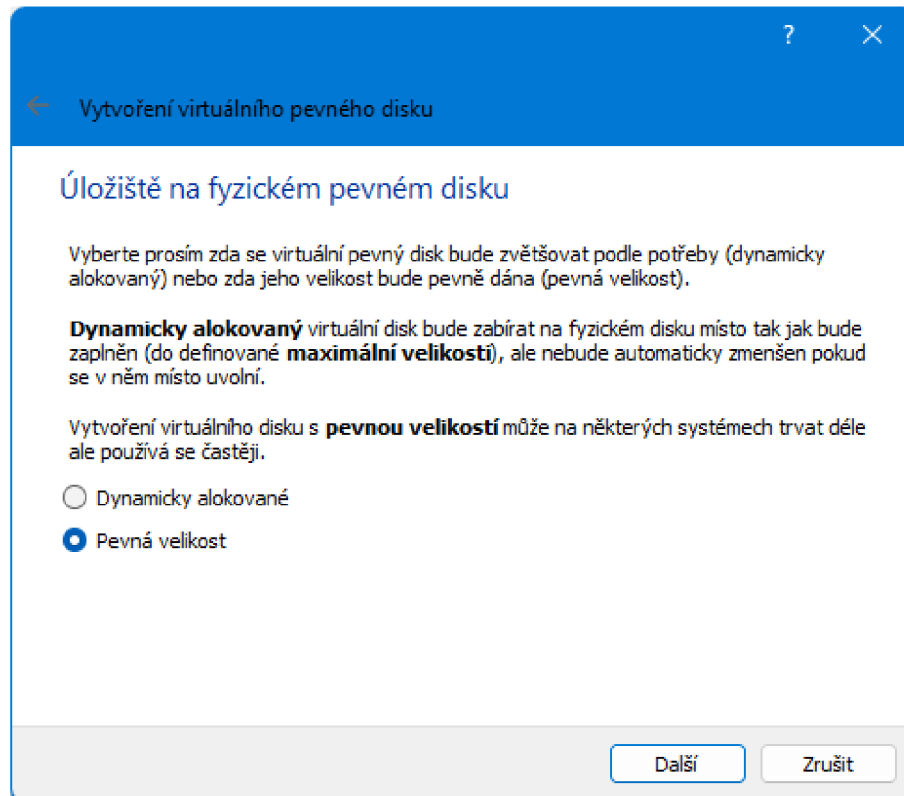 ?
Vytvoření virtuálního pevného disku
Úložiště na fyzickém pevném disku
Vyberte prosím zda se virtuální pevný disk bude zvětšovat podle potřeby (dynamicky
alokovaný) nebo zda jeho velikost bude pevně dána (pevná velikost).
Dynamicky alokovaný virtuální disk bude zabírat na fyzickém disku místo tak jak bude
zaplněn (do definované maximální velikosti), ale nebude automaticky zmenšen pokud
se v něm místo uvolní.
Vytvoření virtuálního disku s pevnou velikostí může na některých systémech trvat déle
ale používá se častěji.
Dynamicky alokované
Pevná velikost
Další Zrušit